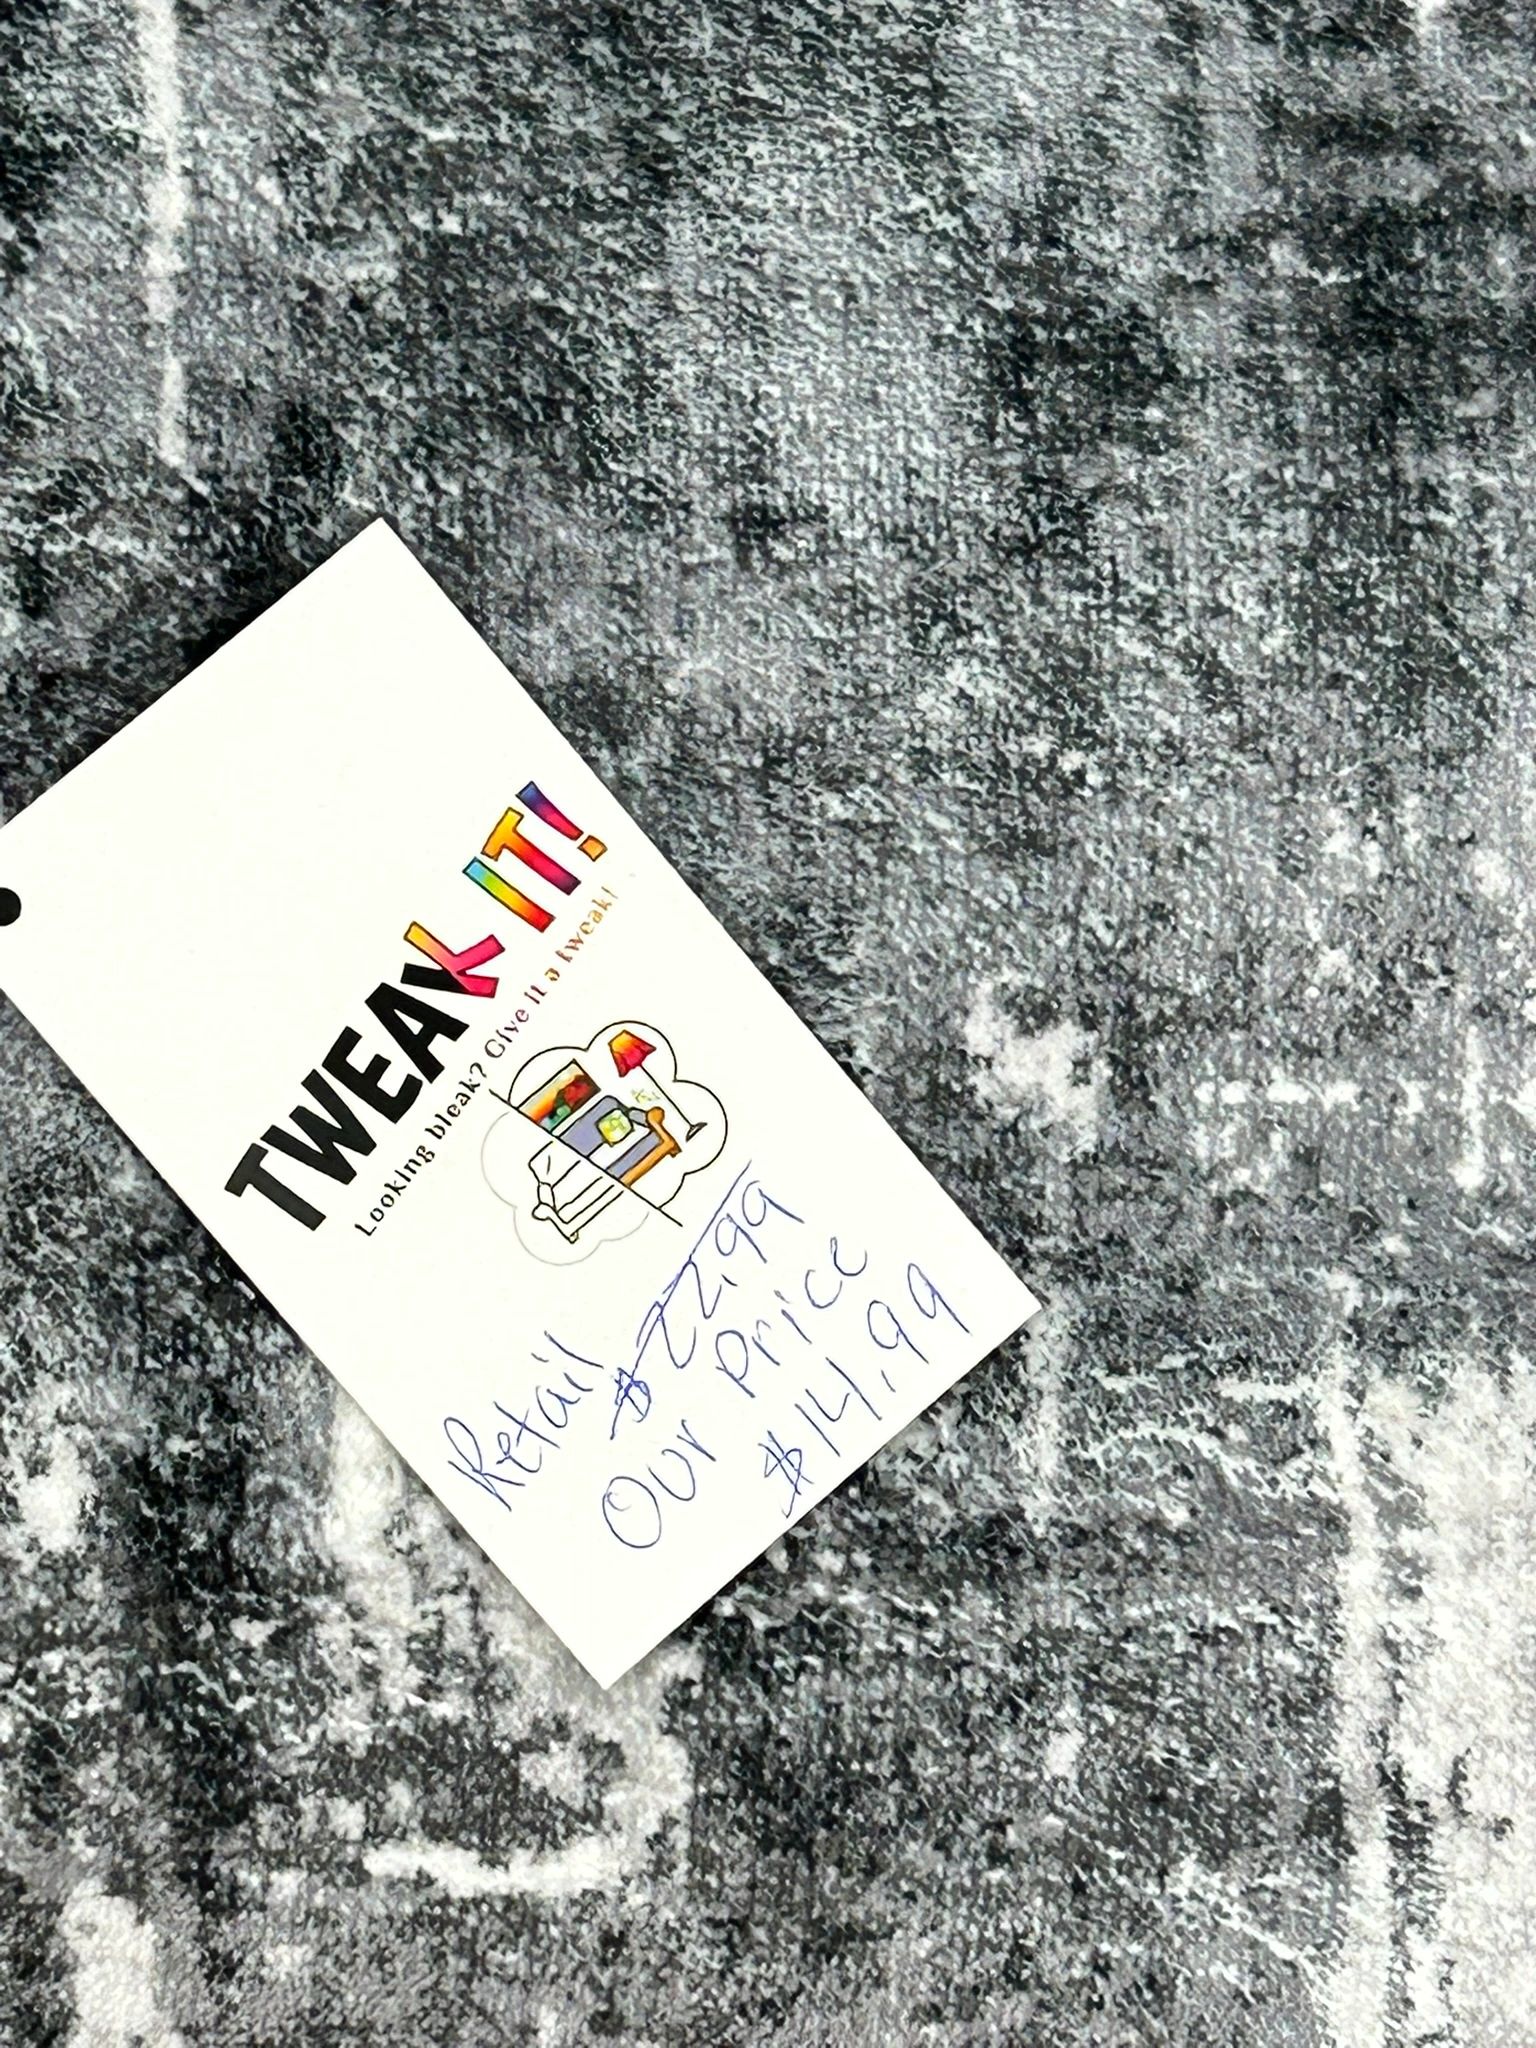 TWEAK IT!
Looking bleak? Give it a tweak!
Retail
$22.99
Our Price
$14.99